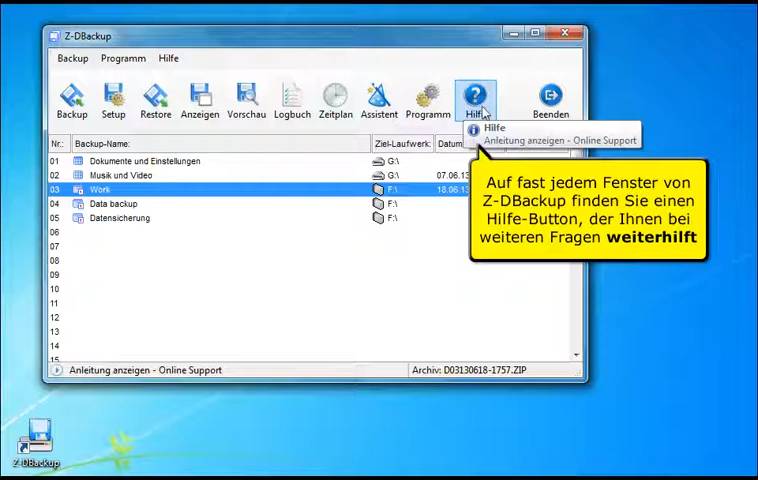 Z-DBackup
Backup Programm Hilfe
Backup Setup Restore Anzeigen Vorschau Logbuch Zeitplan Assistent Programm Hilfe Beenden
Hilfe
Anleitung anzeigen - Online Support
Nr.: Backup-Name: Ziel-Laufwerk: Datum
01 Dokumente und Einstellungen G:\
02 Musik und Video G:\ 07.06.13
03 Work F:\ 18.06.13
04 Data backup F:\
05 Datensicherung F:\
06
07
08
09
10
11
12
13
14
15
Auf fast jedem Fenster von
Z-DBackup finden Sie einen
Hilfe-Button, der Ihnen bei
weiteren Fragen weiterhilft
Anleitung anzeigen - Online Support Archiv: D03130618-1757.ZIP
Z-DBackup